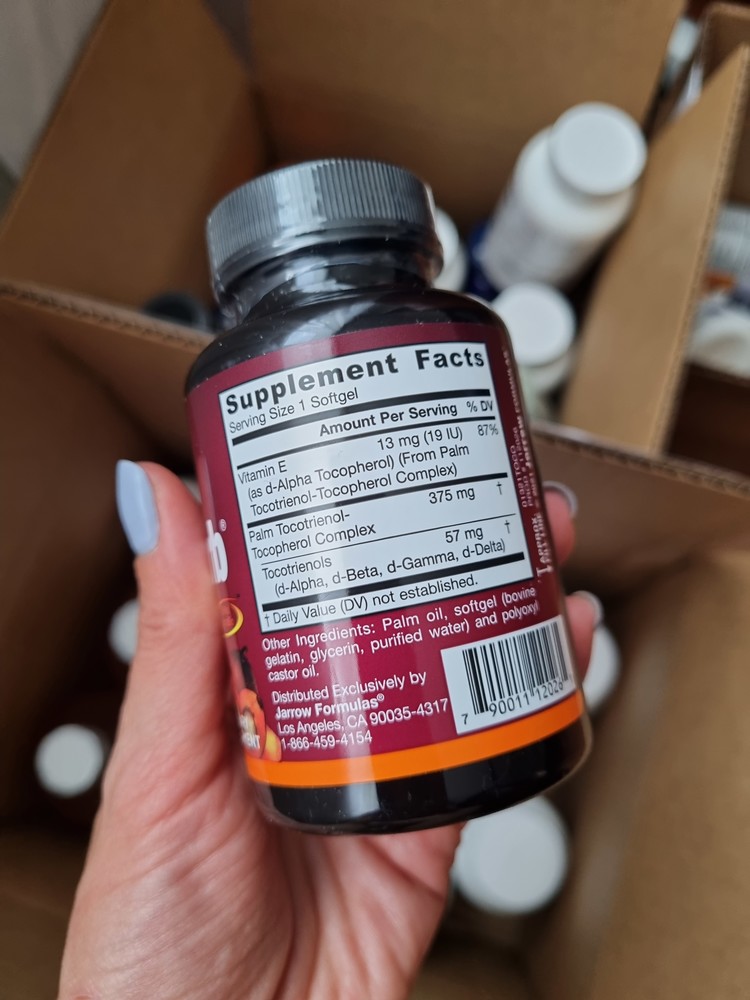 Supplement Facts
Serving Size 1 Softgel
Amount Per Serving % DV
Vitamin E 13 mg (19 IU) 87%
(as d-Alpha Tocopherol) (From Palm
Tocotrienol-Tocopherol Complex)
Palm Tocotrienol- 375 mg †
Tocopherol Complex
Tocotrienols 57 mg †
(d-Alpha, d-Beta, d-Gamma, d-Delta)
† Daily Value (DV) not established.
Other Ingredients: Palm oil, softgel (bovine
gelatin, glycerin, purified water) and polyoxyl
castor oil.
Distributed Exclusively by
Jarrow Formulas®
Los Angeles, CA 90035-4317
1-866-459-4154
7 90011 12026
b®